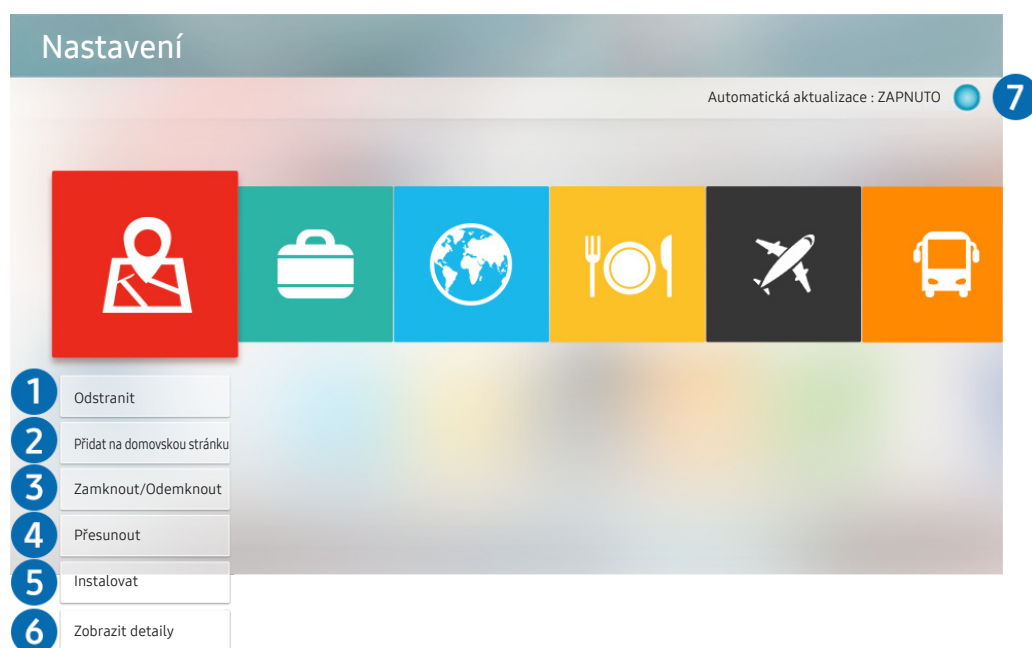 Nastavení
Automatická aktualizace : ZAPNUTO
7
1
Odstranit
2
Přidat na domovskou stránku
3
Zamknout/Odemknout
4
Přesunout
5
Instalovat
6
Zobrazit detaily